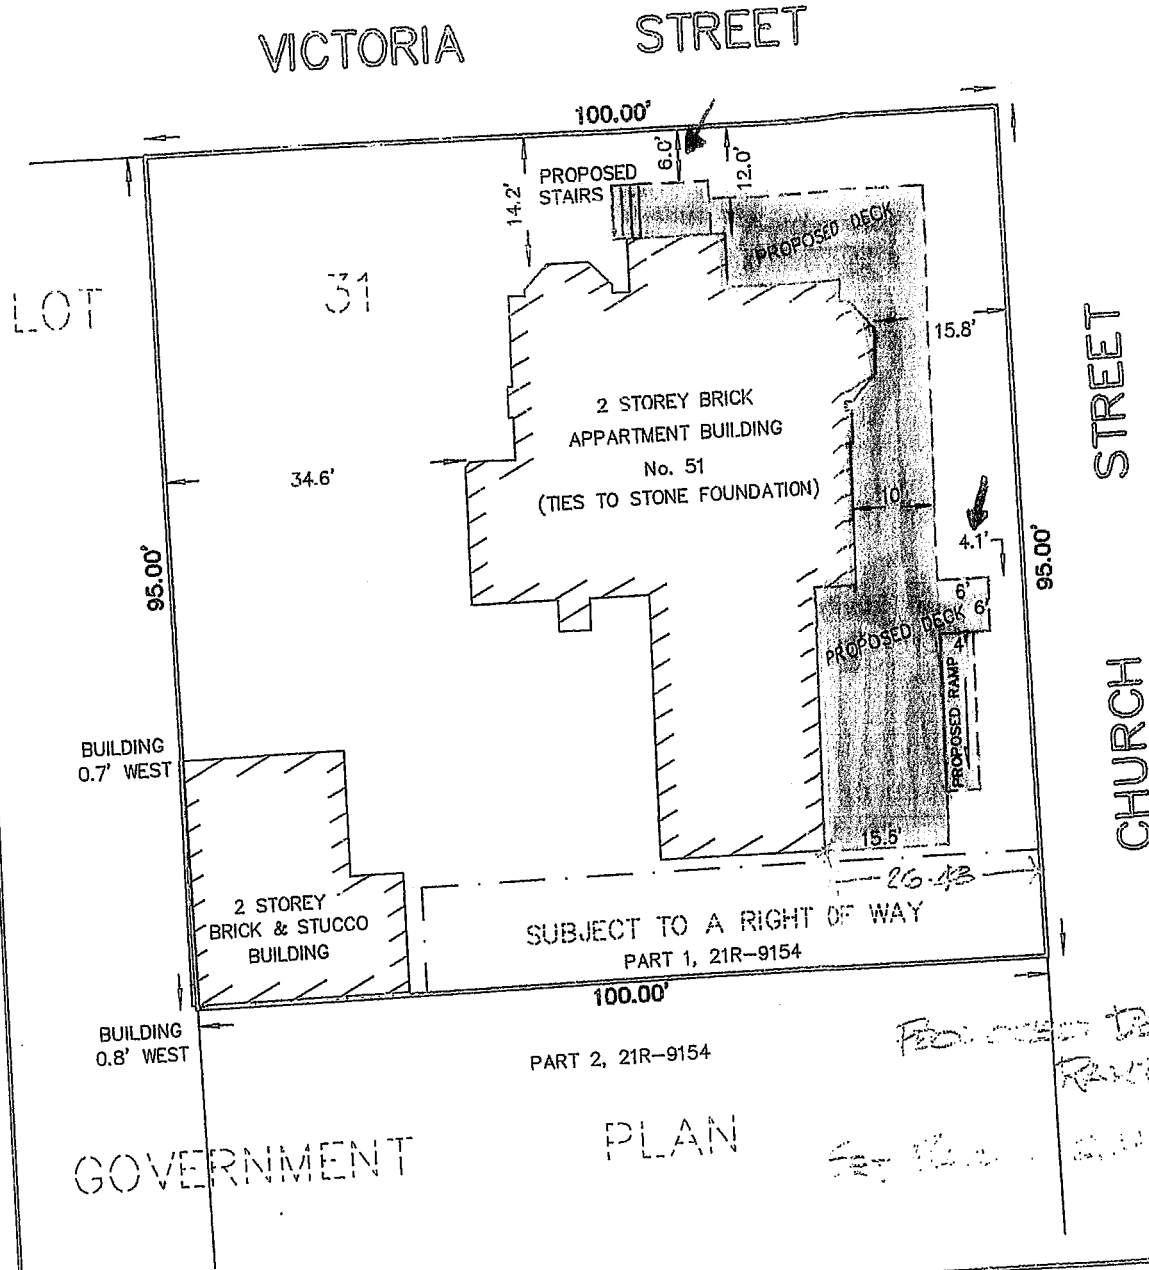 VICTORIA STREET
100.00'
6.0'
12.0'
14.2'
PROPOSED
STAIRS
PROPOSED DECK
LOT 31
15.8'
STREET
2 STOREY BRICK
APPARTMENT BUILDING
No. 51
(TIES TO STONE FOUNDATION)
34.6'
10'
4.1'
95.00'
95.00'
6'
6'
PROPOSED DECK
4'
PROPOSED RAMP
CHURCH
BUILDING
0.7' WEST
15.5'
26.43
2 STOREY
BRICK & STUCCO
BUILDING
SUBJECT TO A RIGHT OF WAY
PART 1, 21R-9154
100.00'
BUILDING
0.8' WEST
PART 2, 21R-9154
GOVERNMENT PLAN